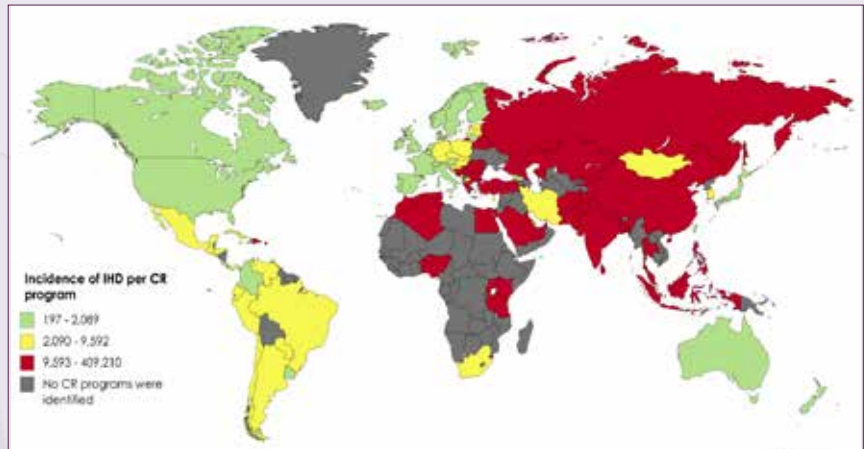 Incidence of IHD per CR
program
197 - 2,089
2,090 - 9,592
9,593 - 409,210
No CR programs were
identified